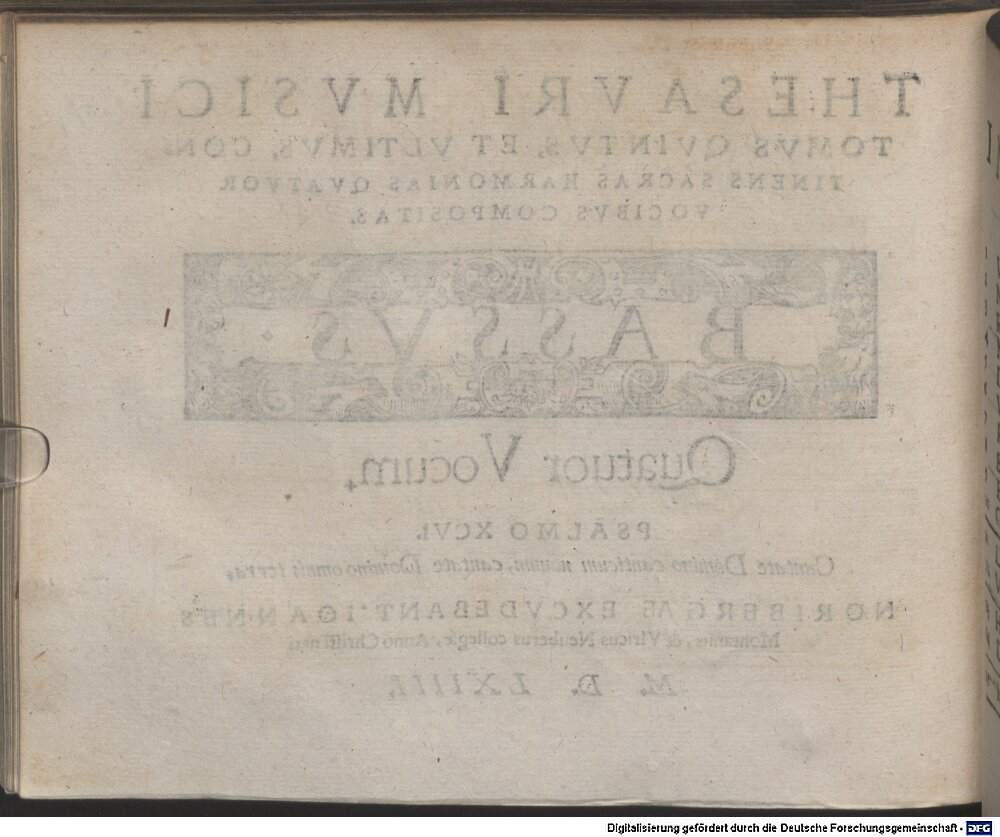 THESAVRI MVSICI
TOMVS QVINTVS, ET VLTIMVS, CON-
TINENS SACRAS HARMONIAS QVATVOR
VOCIBVS COMPOSITAS.
BASSVS
Quatuor Vocum.
PSALMO XCVI.
Cantate Domino canticum nouum, cantate Domino omnis terra.
NORIBERGAE EXCVDEBANT IOANNES
Montanus, & Vlricus Neuberus collegæ, Anno Christi nati
M. D. LXIIII.
Digitalisierung gefördert durch die Deutsche Forschungsgemeinschaft - DFG